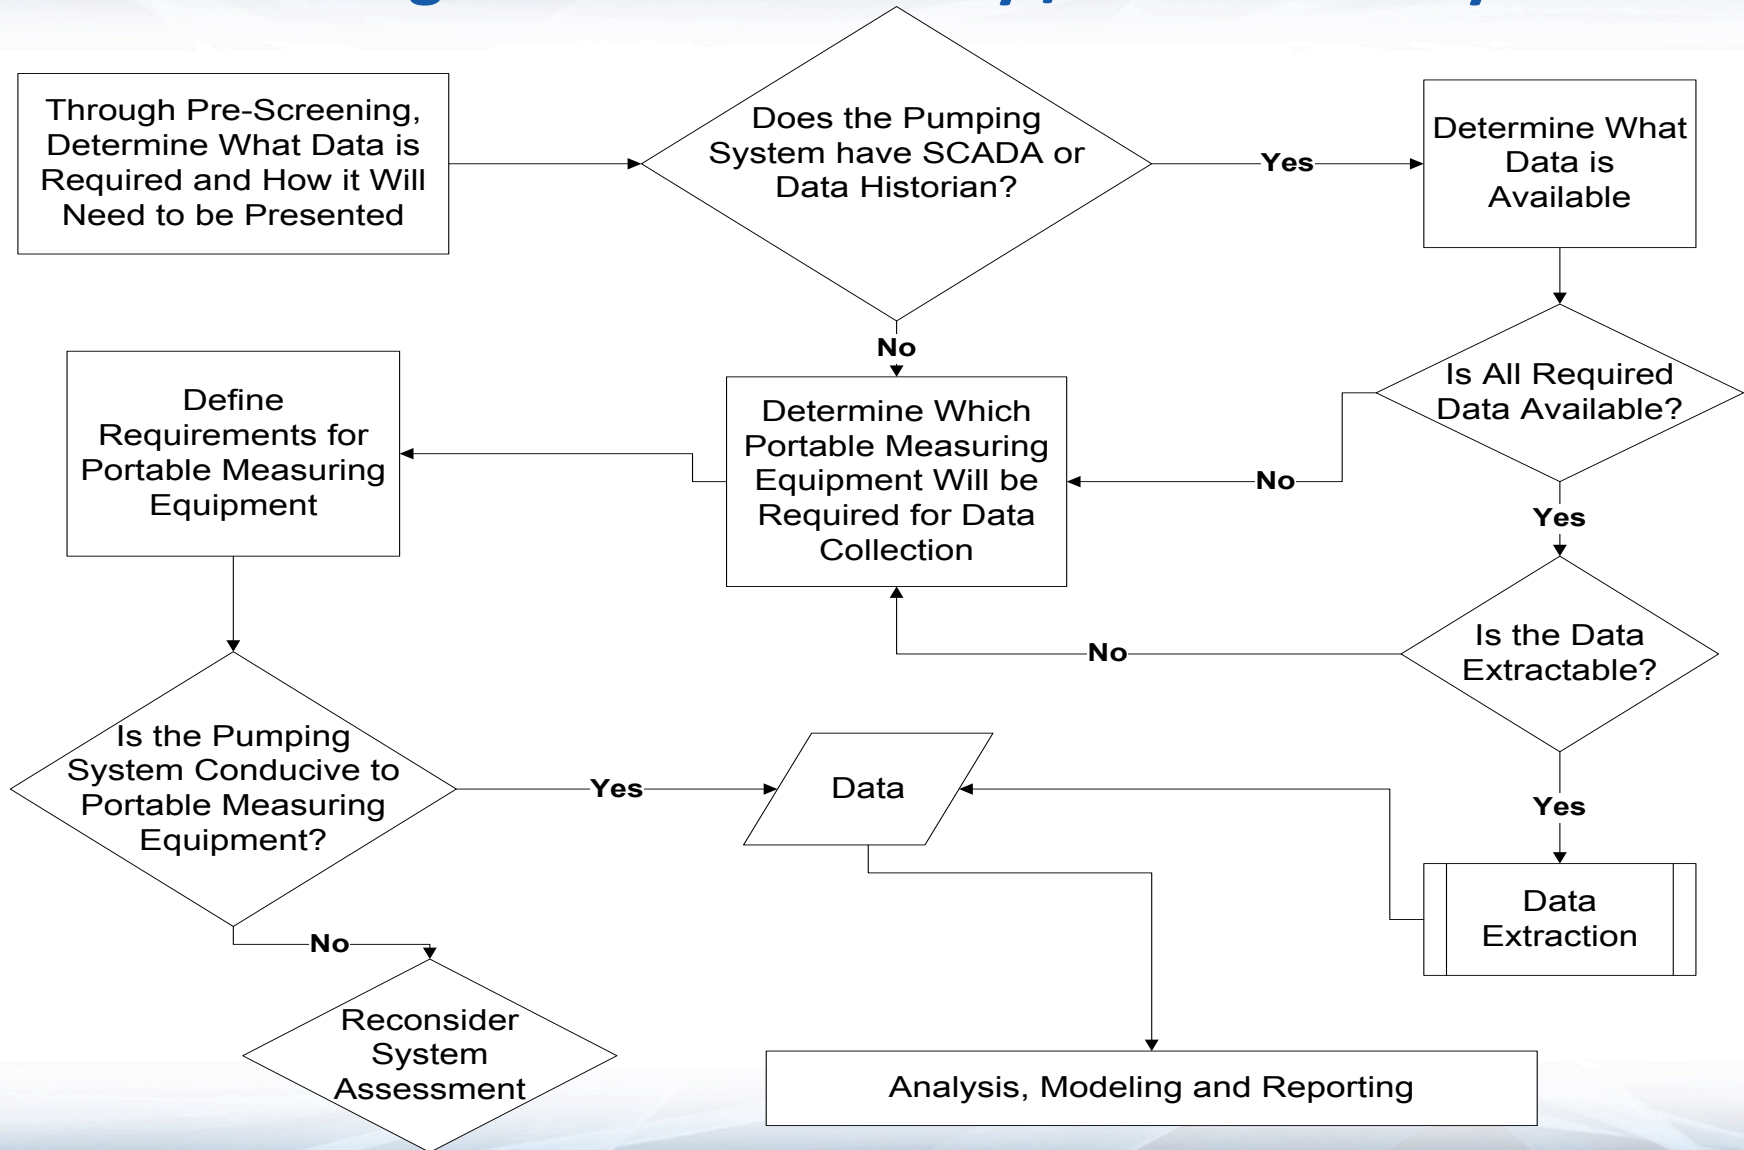 Through Pre-Screening,
Determine What Data is
Required and How it Will
Need to be Presented
Does the Pumping
System have SCADA or
Data Historian?
Yes
Determine What
Data is
Available
No
Is All Required
Data Available?
Define
Requirements for
Portable Measuring
Equipment
Determine Which
Portable Measuring
Equipment Will be
Required for Data
Collection
No
Yes
Is the Data
Extractable?
No
Is the Pumping
System Conducive to
Portable Measuring
Equipment?
Yes
Data
Yes
Data
Extraction
No
Reconsider
System
Assessment
Analysis, Modeling and Reporting